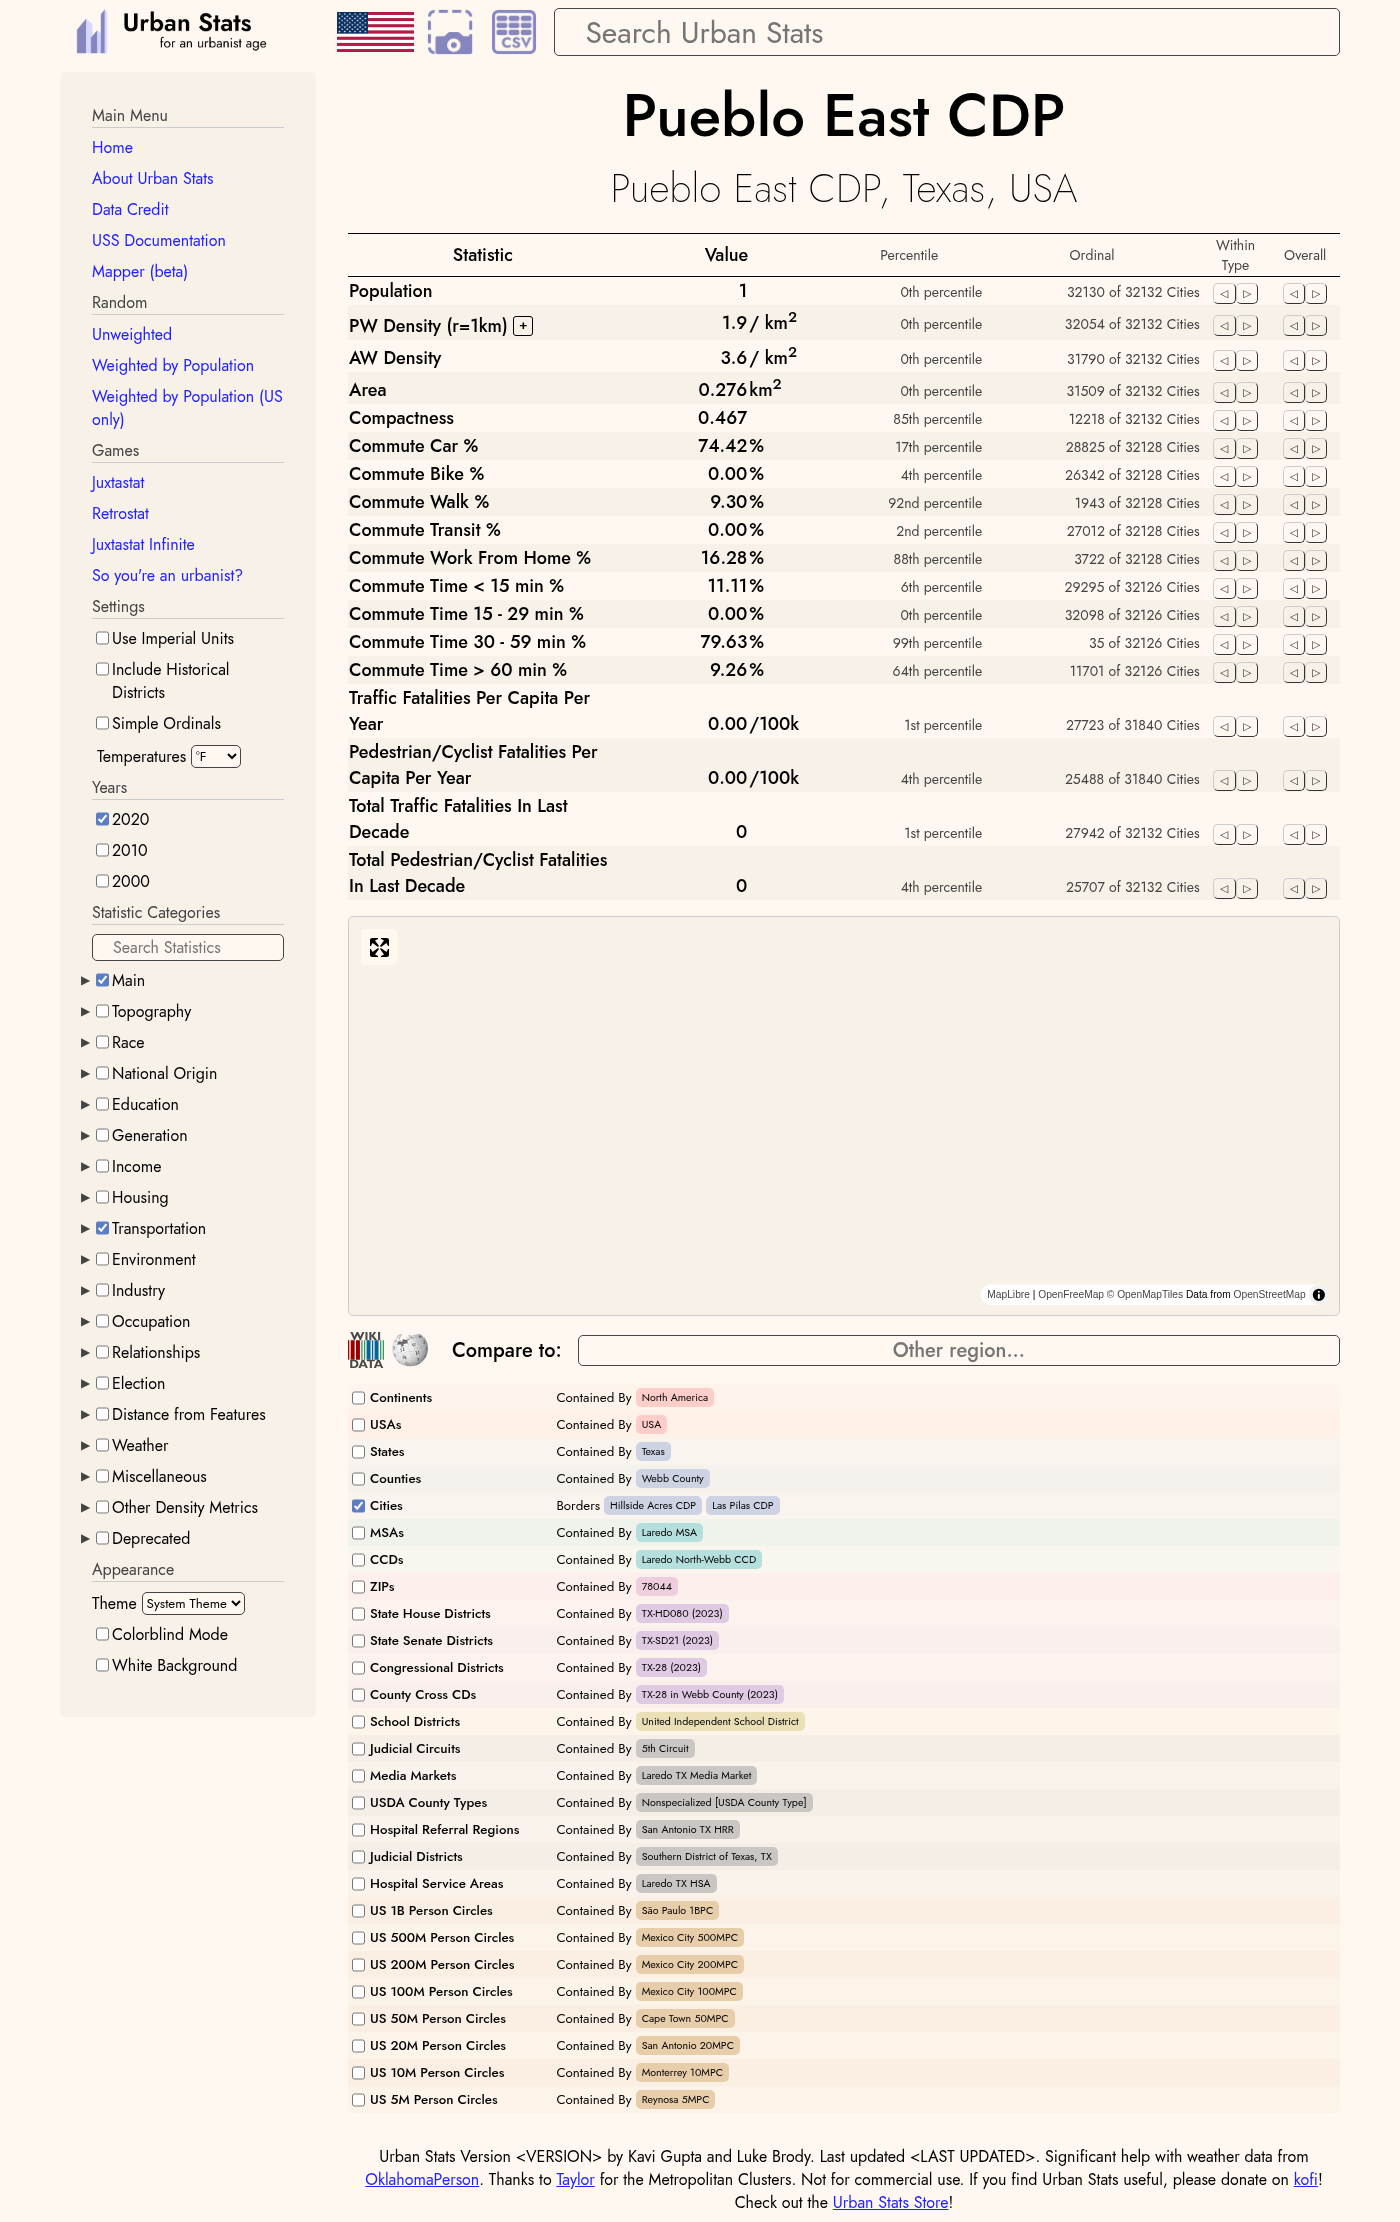 Urban Stats
for an urbanist age
CSV
Search Urban Stats
Main Menu
Home
About Urban Stats
Data Credit
USS Documentation
Mapper (beta)
Random
Unweighted
Weighted by Population
Weighted by Population (US
only)
Games
Juxtastat
Retrostat
Juxtastat Infinite
So you're an urbanist?
Settings
Use Imperial Units
Include Historical
Districts
Simple Ordinals
Temperatures °F
Years
2020
2010
2000
Statistic Categories
Search Statistics
Main
Topography
Race
National Origin
Education
Generation
Income
Housing
Transportation
Environment
Industry
Occupation
Relationships
Election
Distance from Features
Weather
Miscellaneous
Other Density Metrics
Deprecated
Appearance
Theme System Theme
Colorblind Mode
White Background
Pueblo East CDP
Pueblo East CDP, Texas, USA
Statistic Value Percentile Ordinal Within Type Overall
Population 1 0th percentile 32130 of 32132 Cities
PW Density (r=1km) + 1.9 / km² 0th percentile 32054 of 32132 Cities
AW Density 3.6 / km² 0th percentile 31790 of 32132 Cities
Area 0.276 km² 0th percentile 31509 of 32132 Cities
Compactness 0.467 85th percentile 12218 of 32132 Cities
Commute Car % 74.42% 17th percentile 28825 of 32128 Cities
Commute Bike % 0.00% 4th percentile 26342 of 32128 Cities
Commute Walk % 9.30% 92nd percentile 1943 of 32128 Cities
Commute Transit % 0.00% 2nd percentile 27012 of 32128 Cities
Commute Work From Home % 16.28% 88th percentile 3722 of 32128 Cities
Commute Time < 15 min % 11.11% 6th percentile 29295 of 32126 Cities
Commute Time 15 - 29 min % 0.00% 0th percentile 32098 of 32126 Cities
Commute Time 30 - 59 min % 79.63% 99th percentile 35 of 32126 Cities
Commute Time > 60 min % 9.26% 64th percentile 11701 of 32126 Cities
Traffic Fatalities Per Capita Per
Year 0.00/100k 1st percentile 27723 of 31840 Cities
Pedestrian/Cyclist Fatalities Per
Capita Per Year 0.00/100k 4th percentile 25488 of 31840 Cities
Total Traffic Fatalities In Last
Decade 0 1st percentile 27942 of 32132 Cities
Total Pedestrian/Cyclist Fatalities
In Last Decade 0 4th percentile 25707 of 32132 Cities
MapLibre | OpenFreeMap © OpenMapTiles Data from OpenStreetMap
WIKI
DATA
Compare to: Other region...
Continents Contained By North America
USAs Contained By USA
States Contained By Texas
Counties Contained By Webb County
Cities Borders Hillside Acres CDP Las Pilas CDP
MSAs Contained By Laredo MSA
CCDs Contained By Laredo North-Webb CCD
ZIPs Contained By 78044
State House Districts Contained By TX-HD080 (2023)
State Senate Districts Contained By TX-SD21 (2023)
Congressional Districts Contained By TX-28 (2023)
County Cross CDs Contained By TX-28 in Webb County (2023)
School Districts Contained By United Independent School District
Judicial Circuits Contained By 5th Circuit
Media Markets Contained By Laredo TX Media Market
USDA County Types Contained By Nonspecialized [USDA County Type]
Hospital Referral Regions Contained By San Antonio TX HRR
Judicial Districts Contained By Southern District of Texas, TX
Hospital Service Areas Contained By Laredo TX HSA
US 1B Person Circles Contained By São Paulo 1BPC
US 500M Person Circles Contained By Mexico City 500MPC
US 200M Person Circles Contained By Mexico City 200MPC
US 100M Person Circles Contained By Mexico City 100MPC
US 50M Person Circles Contained By Cape Town 50MPC
US 20M Person Circles Contained By San Antonio 20MPC
US 10M Person Circles Contained By Monterrey 10MPC
US 5M Person Circles Contained By Reynosa 5MPC
Urban Stats Version <VERSION> by Kavi Gupta and Luke Brody. Last updated <LAST UPDATED>. Significant help with weather data from
OklahomaPerson. Thanks to Taylor for the Metropolitan Clusters. Not for commercial use. If you find Urban Stats useful, please donate on kofi!
Check out the Urban Stats Store!